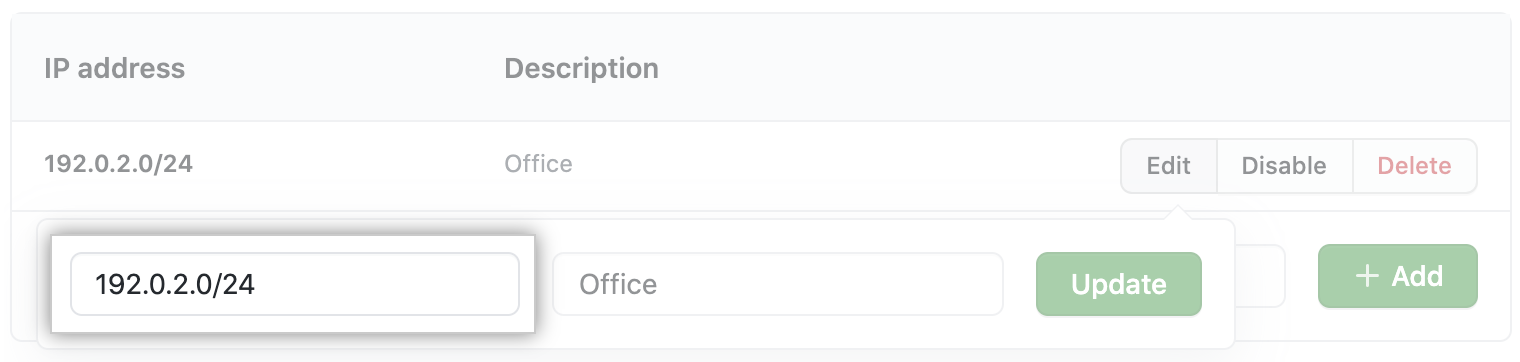 IP address Description
192.0.2.0/24 Office Edit Disable Delete
192.0.2.0/24 Office Update + Add